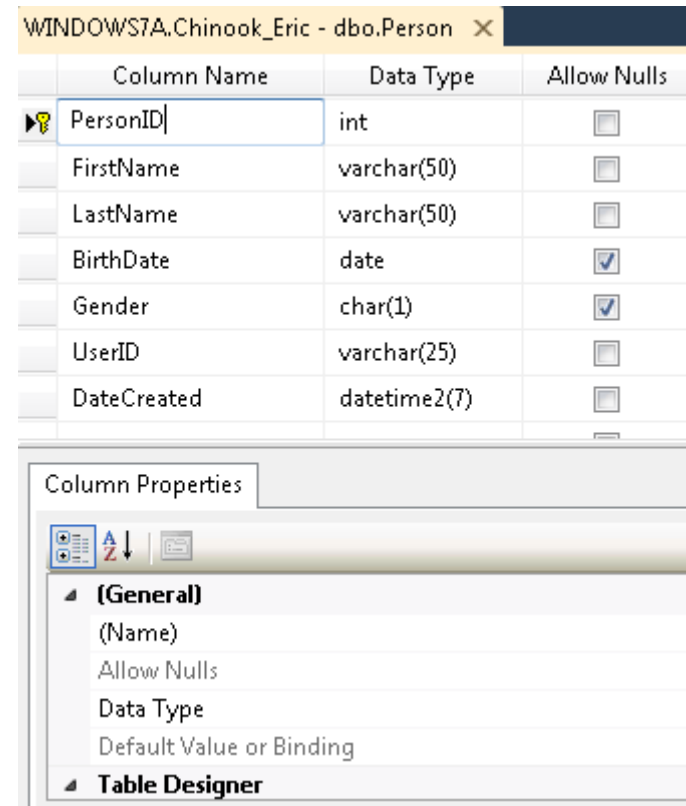 WINDOWS7A.Chinook_Eric - dbo.Person
Column Name Data Type Allow Nulls
PersonID int
FirstName varchar(50)
LastName varchar(50)
BirthDate date
Gender char(1)
UserID varchar(25)
DateCreated datetime2(7)
Column Properties
(General)
(Name)
Allow Nulls
Data Type
Default Value or Binding
Table Designer